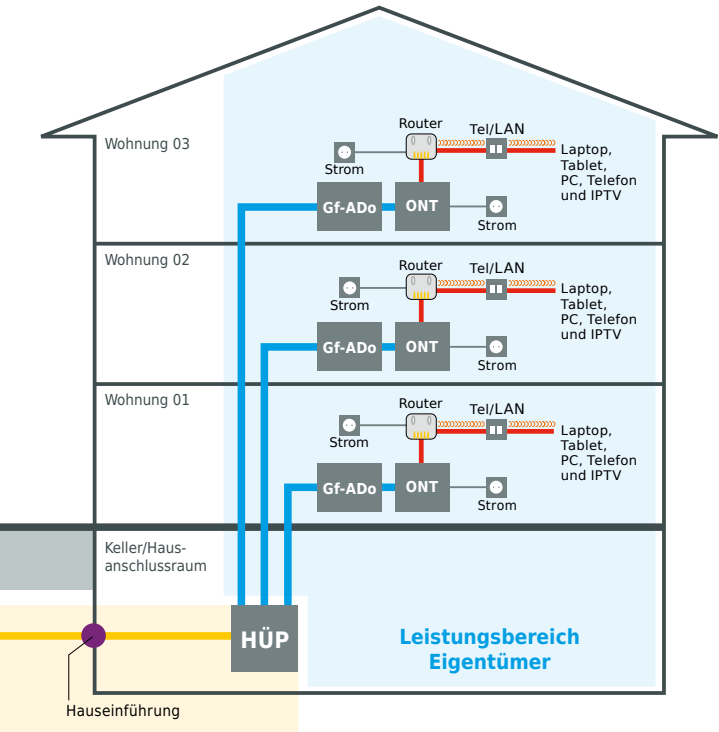 Router
Tel/LAN
Wohnung 03
Laptop,
Tablet,
PC, Telefon
und IPTV
Strom
Gf-ADo
ONT
Strom
Wohnung 02
Router
Tel/LAN
Laptop,
Tablet,
PC, Telefon
und IPTV
Strom
Gf-ADo
ONT
Strom
Wohnung 01
Router
Tel/LAN
Laptop,
Tablet,
PC, Telefon
und IPTV
Strom
Gf-ADo
ONT
Strom
Keller/Haus-
anschlussraum
HÜP
Leistungsbereich
Eigentümer
Hauseinführung